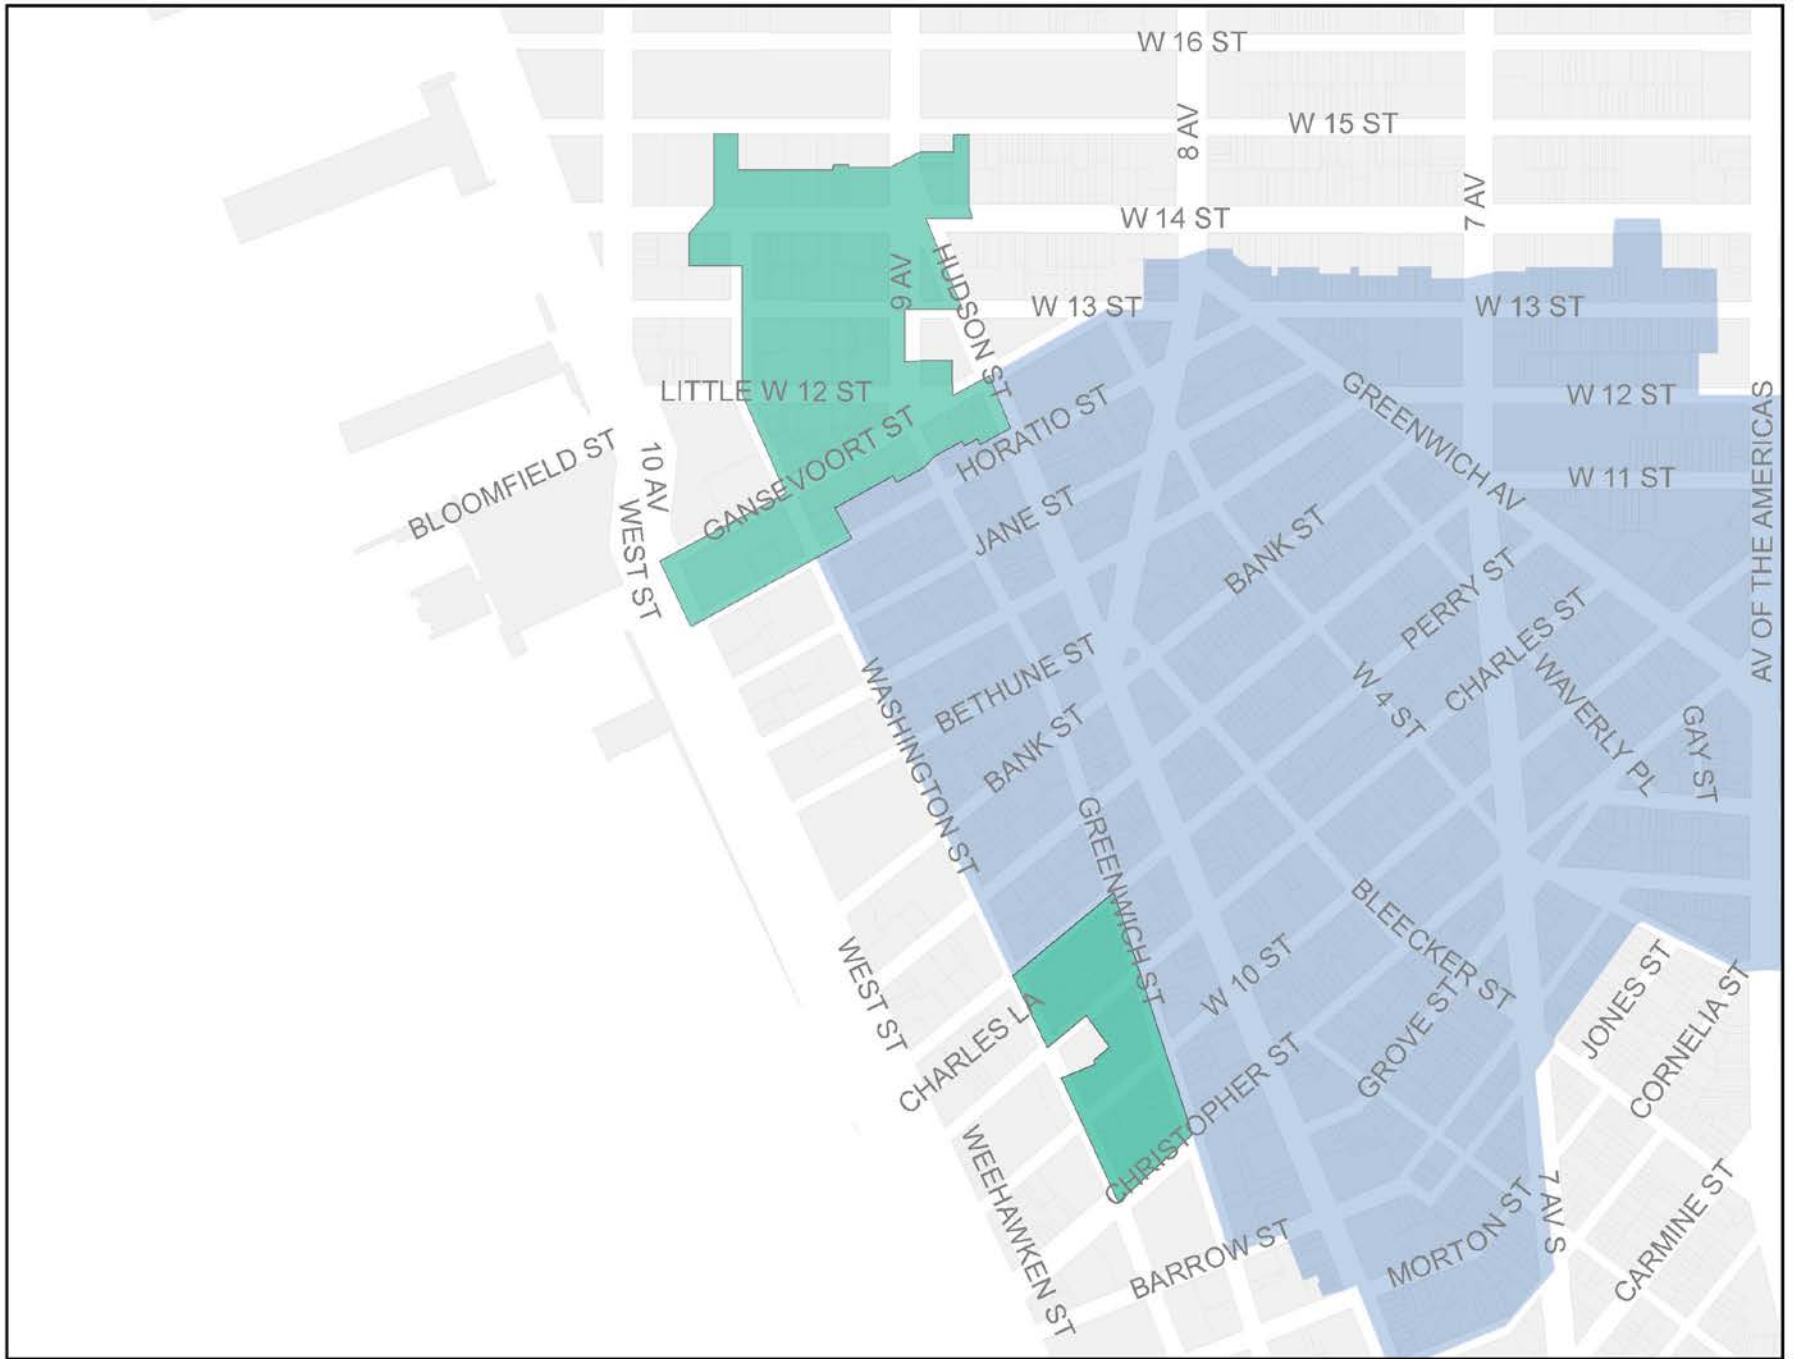 W 16 ST
8 AV
W 15 ST
7 AV
W 14 ST
HUDSON ST
9 AV
W 13 ST
W 13 ST
LITTLE W 12 ST
W 12 ST
GREENWICH AV
AV OF THE AMERICAS
HORATIO ST
GANSEVOORT ST
BLOOMFIELD ST
10 AV
W 11 ST
JANE ST
WEST ST
BANK ST
PERRY ST
CHARLES ST
WAVERLY PL
W 4 ST
BETHUNE ST
WASHINGTON ST
BANK ST
GAY ST
GREENWICH ST
BLEECKER ST
WEST ST
W 10 ST
CHARLES LA
GROVE ST
JONES ST
CORNELIA ST
CHRISTOPHER ST
WEEHAWKEN ST
BARROW ST
MORTON ST
7 AV S
CARMINE ST